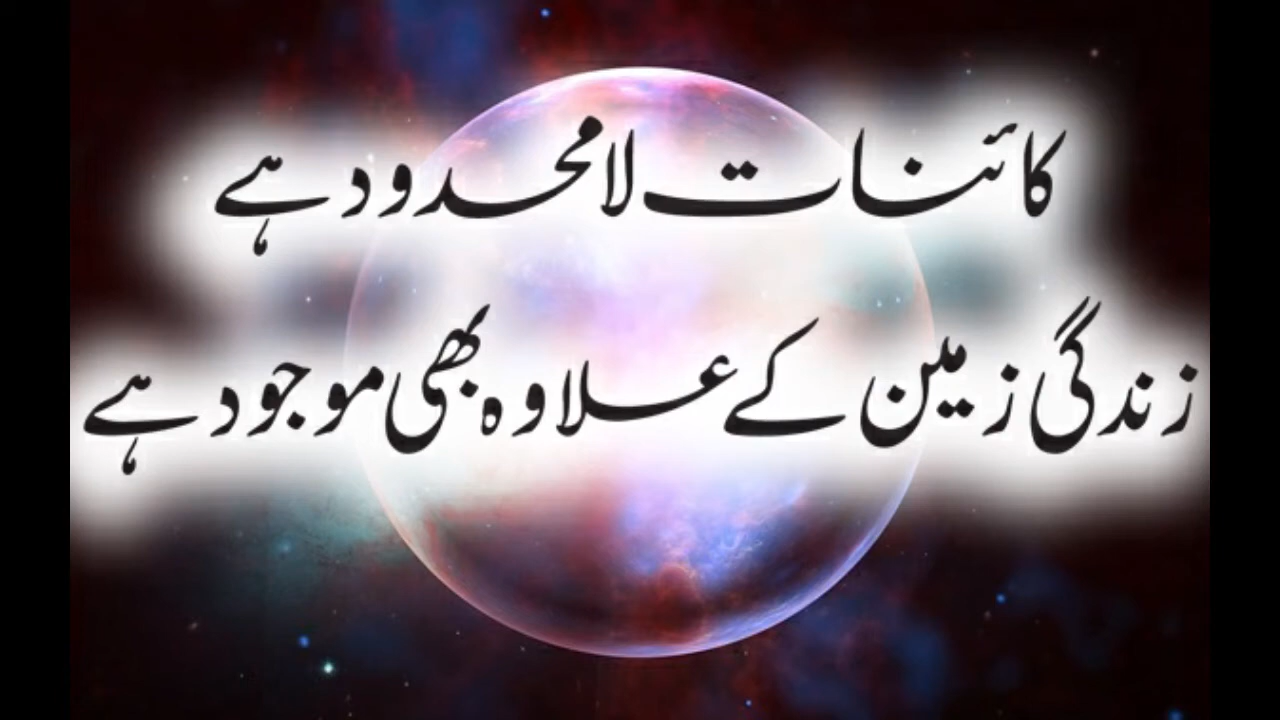 کائنات لامحدود ہے
زندگی زمین کے علاوہ بھی موجود ہے